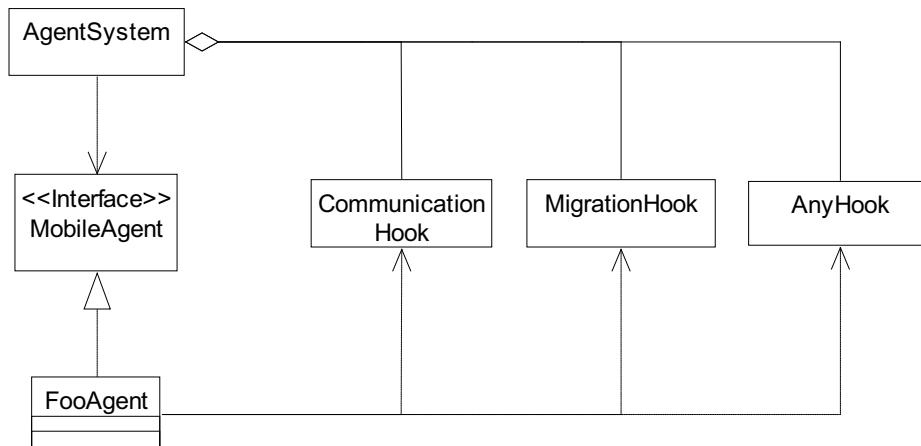 AgentSystem
<<Interface>>
MobileAgent
Communication
Hook
MigrationHook
AnyHook
FooAgent